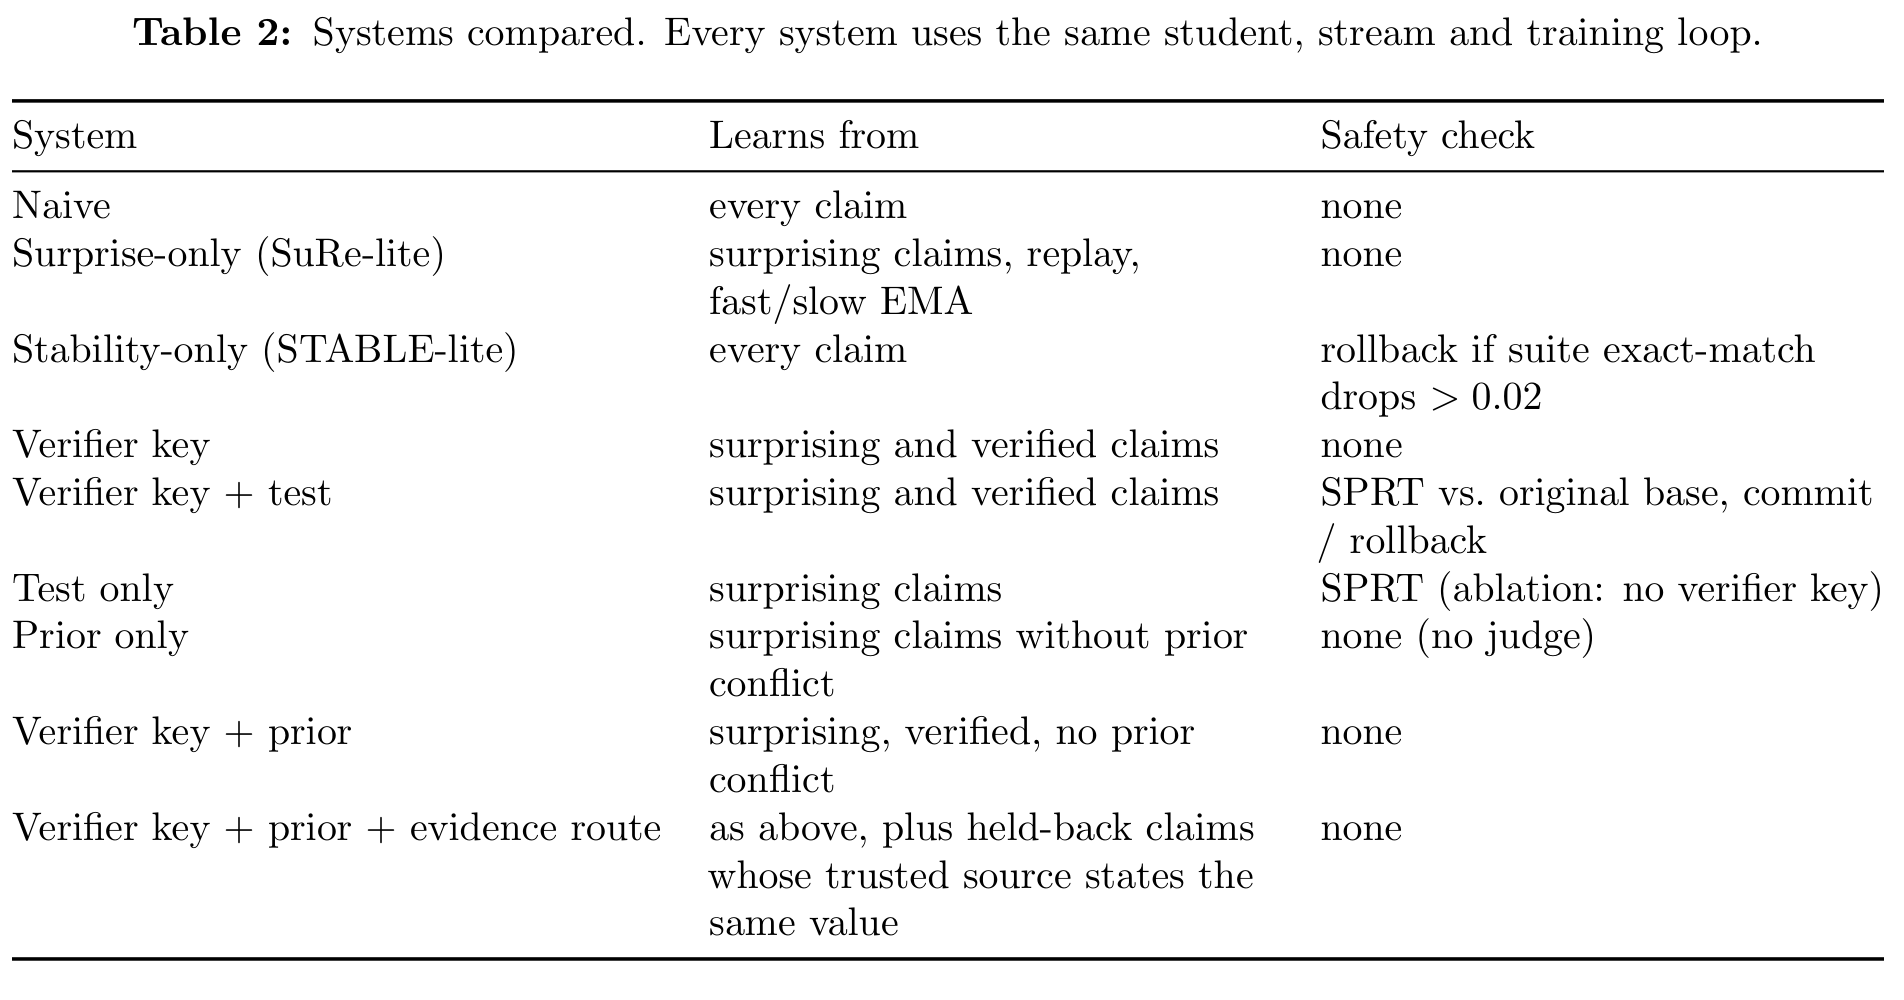 Table 2: Systems compared. Every system uses the same student, stream and training loop.
System Learns from Safety check
Naive every claim none
Surprise-only (SuRe-lite) surprising claims, replay, none
fast/slow EMA
Stability-only (STABLE-lite) every claim rollback if suite exact-match
drops > 0.02
Verifier key surprising and verified claims none
Verifier key + test surprising and verified claims SPRT vs. original base, commit
/ rollback
Test only surprising claims SPRT (ablation: no verifier key)
Prior only surprising claims without prior none (no judge)
conflict
Verifier key + prior surprising, verified, no prior none
conflict
Verifier key + prior + evidence route as above, plus held-back claims none
whose trusted source states the
same value